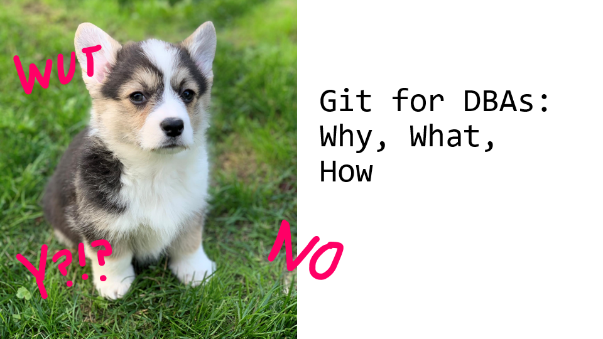 WUT
Y?!?
NO
Git for DBAs:
Why, What,
How